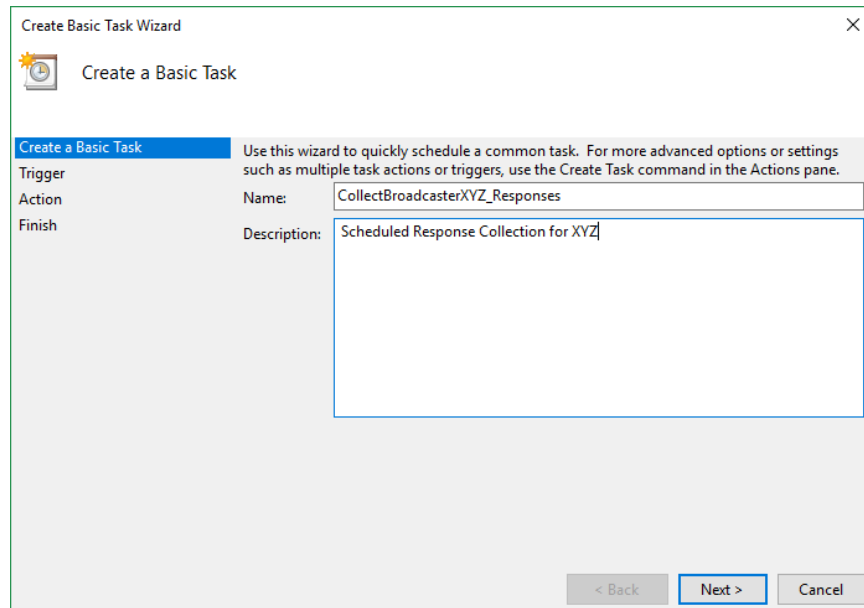 Create Basic Task Wizard
Create a Basic Task
Create a Basic Task
Use this wizard to quickly schedule a common task. For more advanced options or settings
such as multiple task actions or triggers, use the Create Task command in the Actions pane.
Trigger
Action
Finish
Name: CollectBroadcasterXYZ_Responses
Description: Scheduled Response Collection for XYZ
< Back Next > Cancel